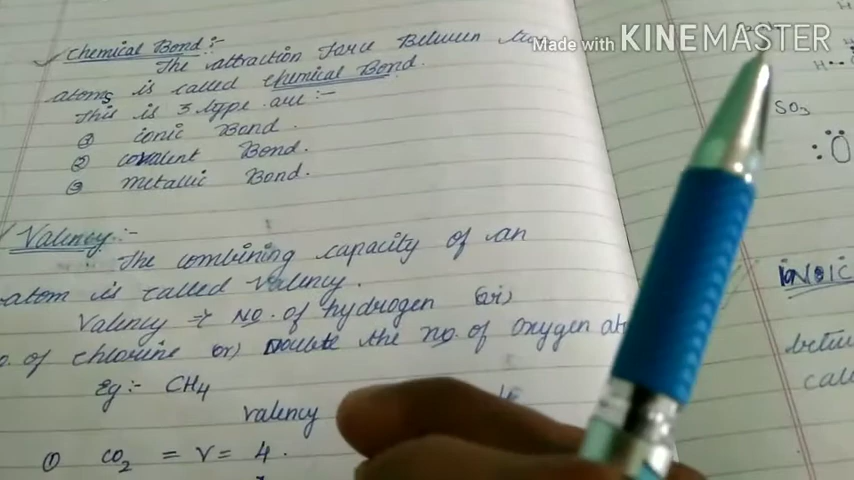 Chemical Bond :-
The attraction force Between
atoms is called Chemical Bond.
This is 3 type are :-
① ionic Bond.
② covalent Bond.
③ metallic Bond.
Valency :-
The combining capacity of an
atom is called valency.
Valency → No. of hydrogen (or)
of chlorine (or) Double the no. of oxygen
Eg :- CH4
valency
① CO2 = V = 4.
Made with KINEMASTER
H
SO3
: O
ionic